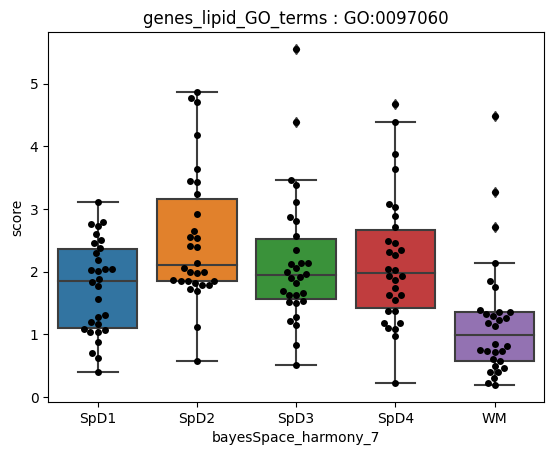 genes_lipid_GO_terms : GO:0097060
5
4
3
2
1
0
score
SpD1 SpD2 SpD3 SpD4 WM
bayesSpace_harmony_7